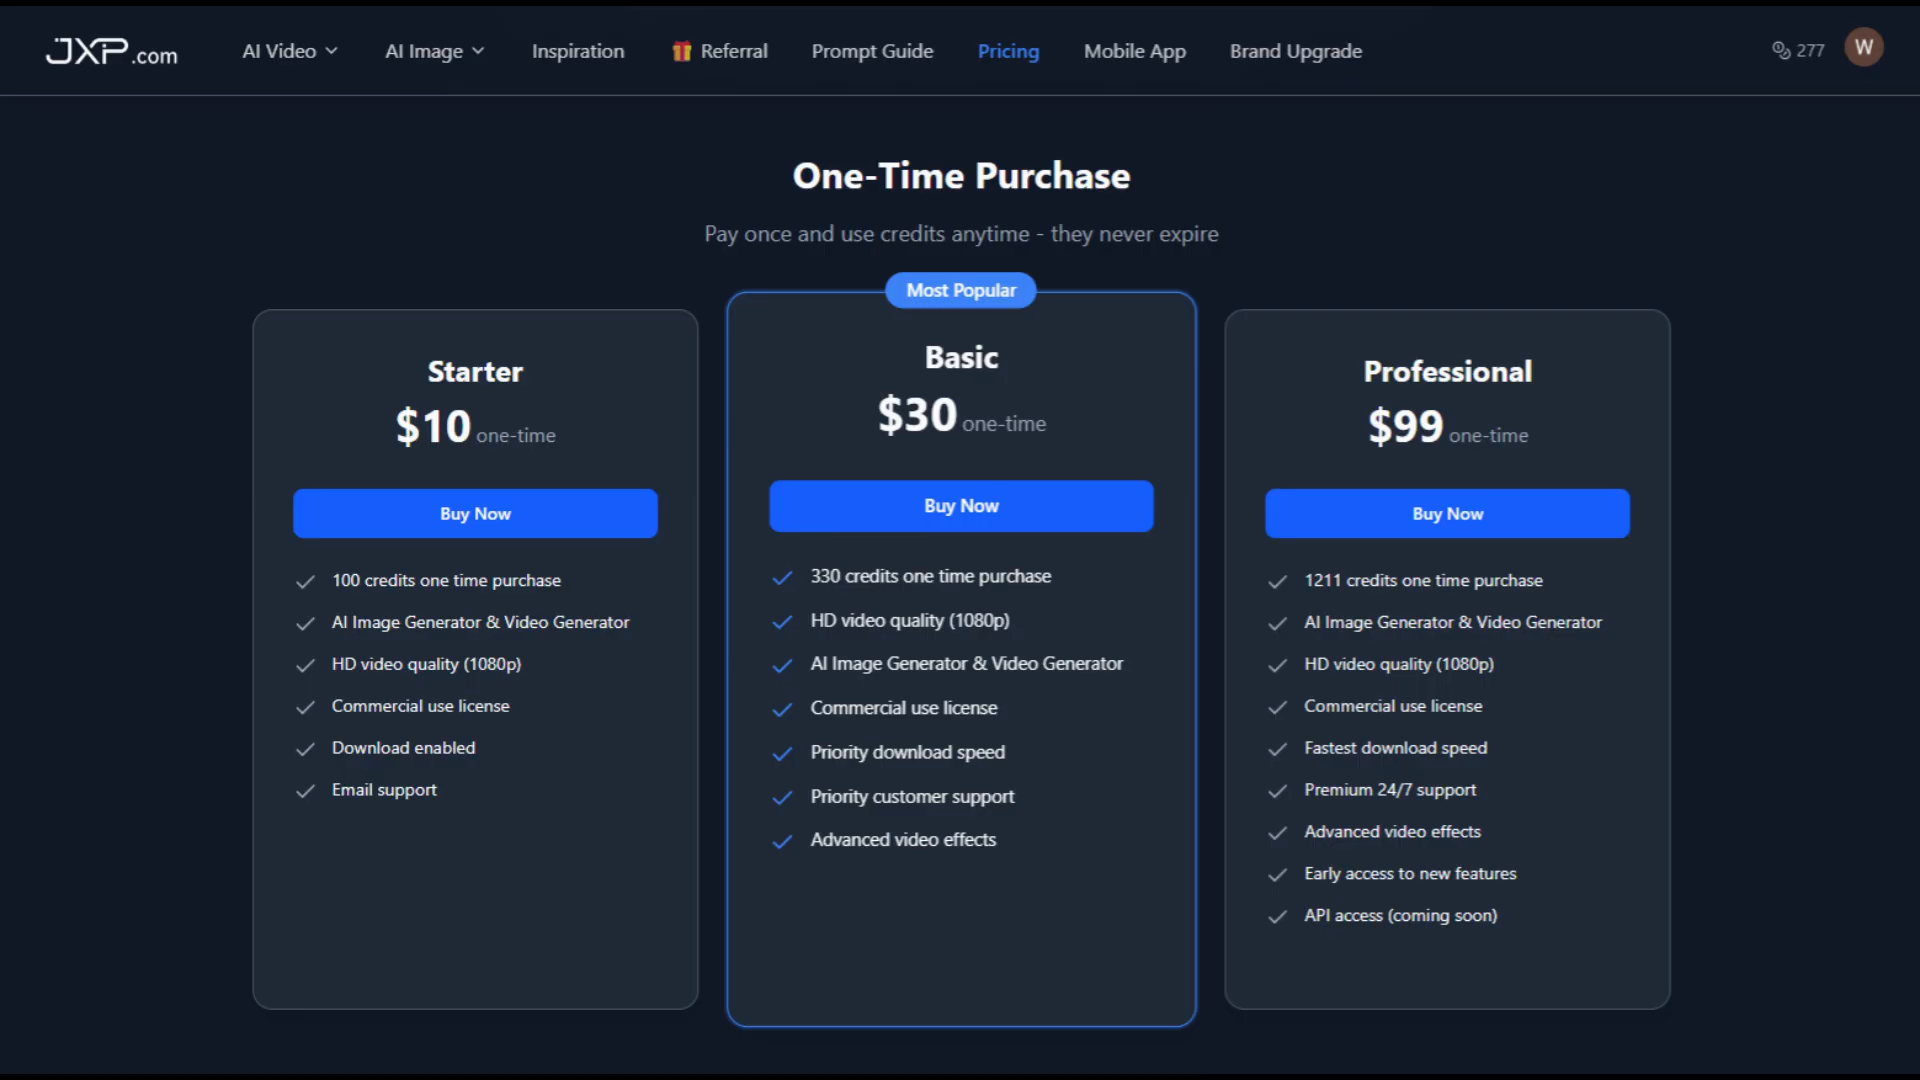 JXP.com
AI Video
AI Image
Inspiration
Referral
Prompt Guide
Pricing
Mobile App
Brand Upgrade
277
W
One-Time Purchase
Pay once and use credits anytime - they never expire
Starter
$10 one-time
Buy Now
100 credits one time purchase
AI Image Generator & Video Generator
HD video quality (1080p)
Commercial use license
Download enabled
Email support
Most Popular
Basic
$30 one-time
Buy Now
330 credits one time purchase
HD video quality (1080p)
AI Image Generator & Video Generator
Commercial use license
Priority download speed
Priority customer support
Advanced video effects
Professional
$99 one-time
Buy Now
1211 credits one time purchase
AI Image Generator & Video Generator
HD video quality (1080p)
Commercial use license
Fastest download speed
Premium 24/7 support
Advanced video effects
Early access to new features
API access (coming soon)